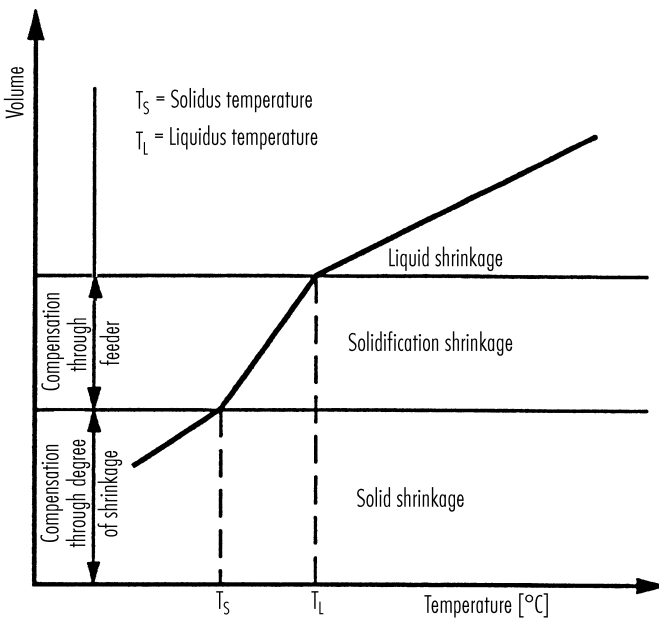 Volume
T_S = Solidus temperature
T_L = Liquidus temperature
Liquid shrinkage
Compensation
through
feeder
Solidification shrinkage
Compensation
through degree
of shrinkage
Solid shrinkage
T_S
T_L
Temperature [°C]